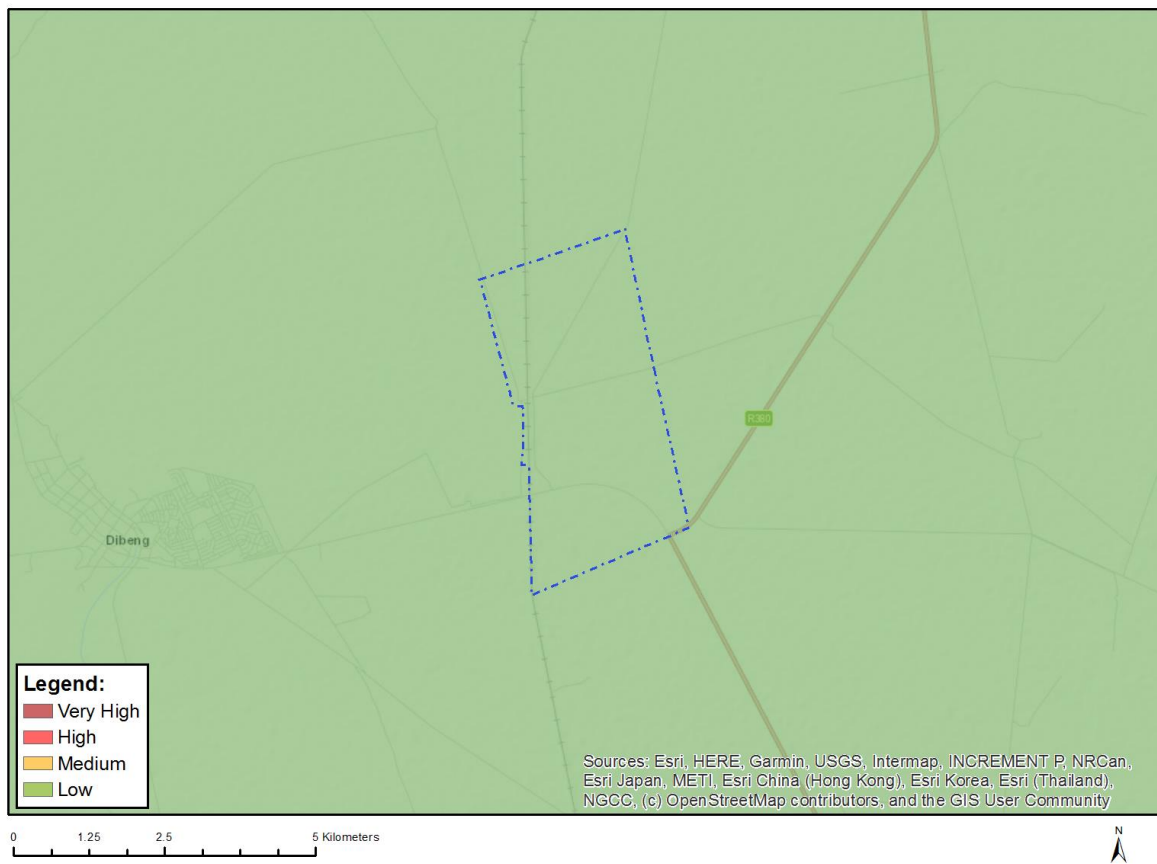 R380
Dibeng
Legend:
Very High
High
Medium
Low
Sources: Esri, HERE, Garmin, USGS, Intermap, INCREMENT P, NRCan,
Esri Japan, METI, Esri China (Hong Kong), Esri Korea, Esri (Thailand),
NGCC, (c) OpenStreetMap contributors, and the GIS User Community
0 1.25 2.5 5 Kilometers
N